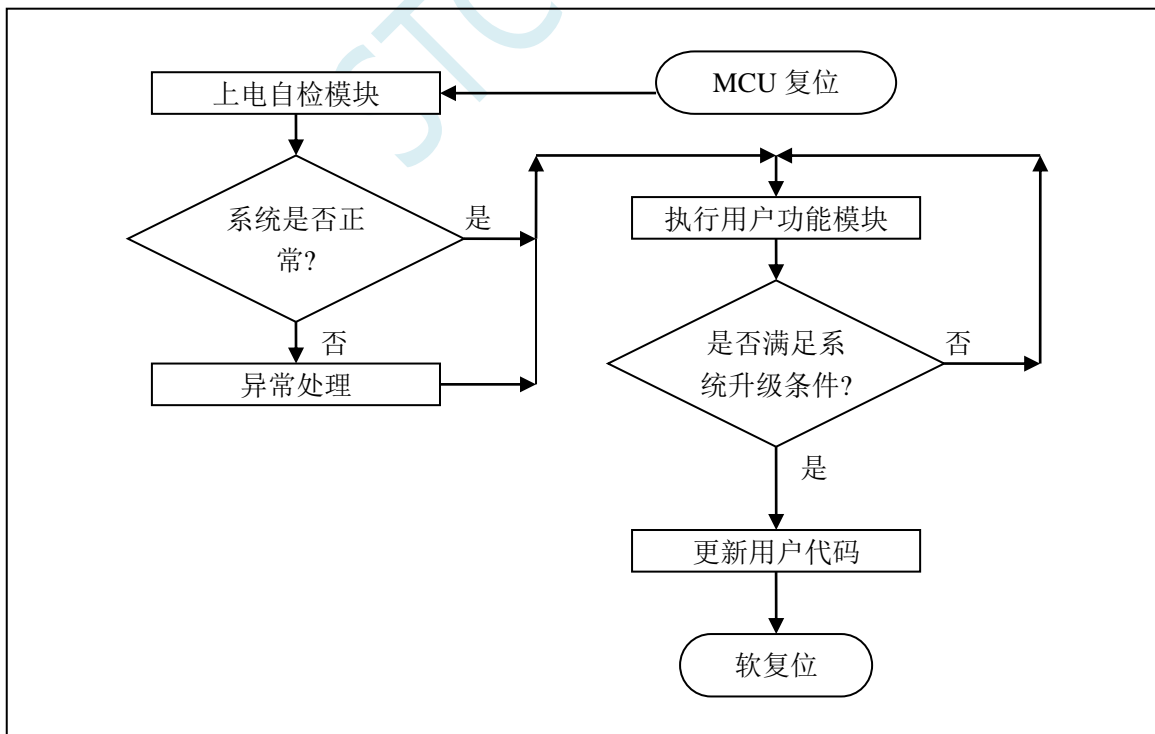 STC
MCU 复位
上电自检模块
系统是否正
常?
是
否
异常处理
执行用户功能模块
是否满足系
统升级条件?
否
是
更新用户代码
软复位